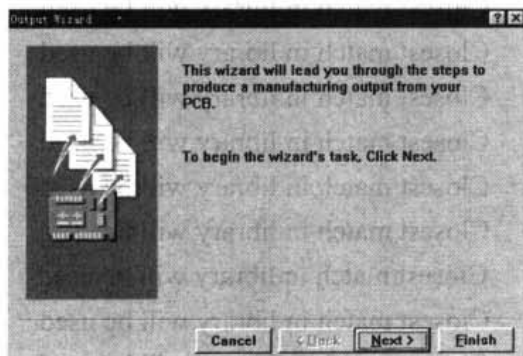 Output Wizard
This wizard will lead you through the steps to
produce a manufacturing output from your
PCB.
To begin the wizard's task, Click Next.
Cancel < Back Next > Finish